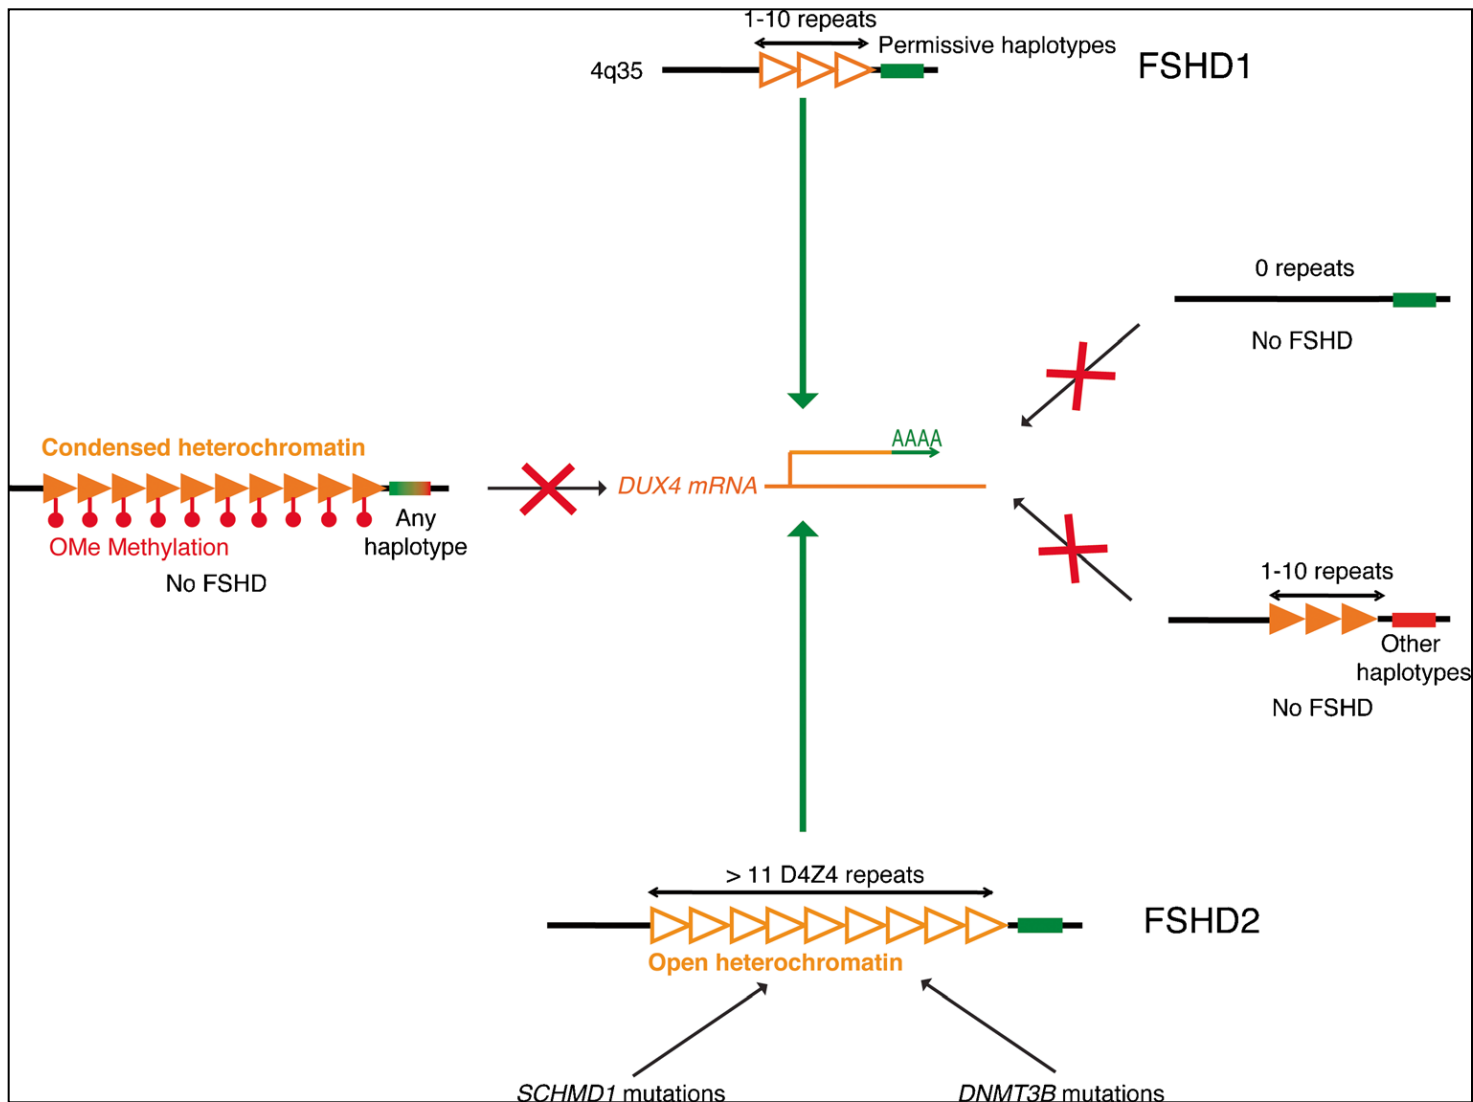 1-10 repeats
Permissive haplotypes
4q35
FSHD1
0 repeats
No FSHD
Condensed heterochromatin
AAAA
DUX4 mRNA
Any
haplotype
OMe Methylation
No FSHD
1-10 repeats
Other
haplotypes
No FSHD
> 11 D4Z4 repeats
FSHD2
Open heterochromatin
SCHMD1 mutations
DNMT3B mutations